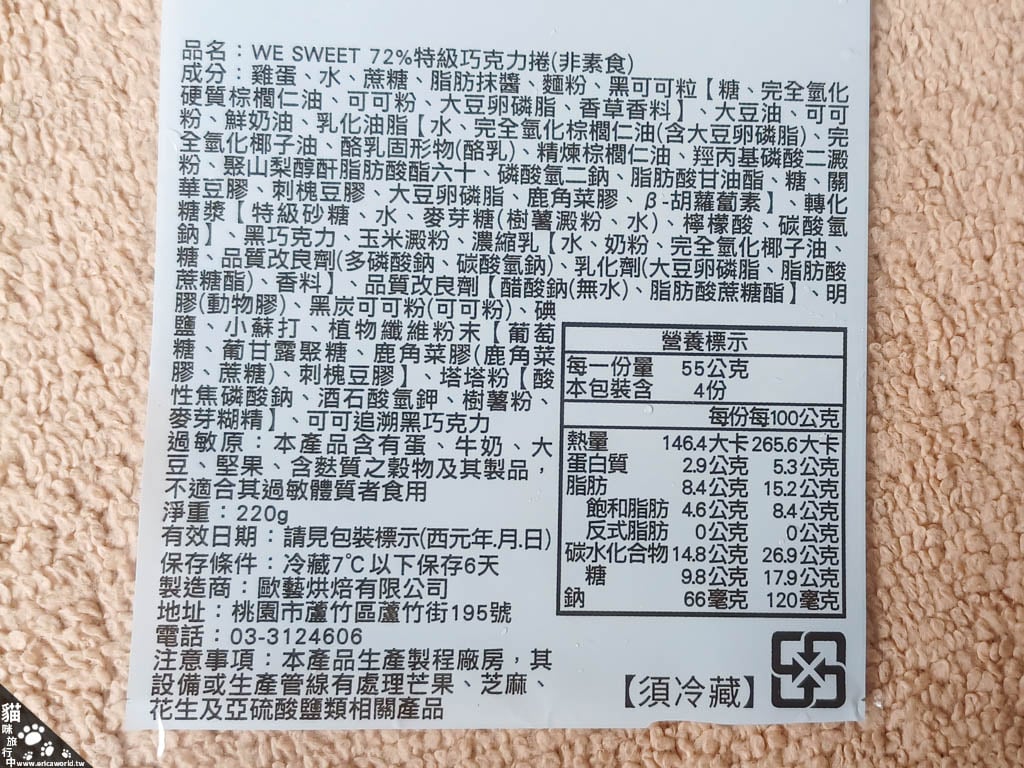 品名：WE SWEET 72%特級巧克力捲(非素食)
成分：雞蛋、水、蔗糖、脂肪抹醬、麵粉、黑可可粒【糖、完全氫化
硬質棕櫚仁油、可可粉、大豆卵磷脂、香草香料】、大豆油、可可
粉、鮮奶油、乳化油脂【水、完全氫化棕櫚仁油(含大豆卵磷脂)、完
全氫化椰子油、酪乳固形物(酪乳)、精煉棕櫚仁油、羥丙基磷酸二澱
粉、聚山梨醇酐脂肪酸酯六十、磷酸氫二鈉、脂肪酸甘油酯、糖、關
華豆膠、刺槐豆膠、大豆卵磷脂、鹿角菜膠、β-胡蘿蔔素】、轉化
糖漿【特級砂糖、水、麥芽糖(樹薯澱粉、水)、檸檬酸、碳酸氫
鈉】、黑巧克力、玉米澱粉、濃縮乳【水、奶粉、完全氫化椰子油、
糖、品質改良劑(多磷酸鈉、碳酸氫鈉)、乳化劑(大豆卵磷脂、脂肪酸
蔗糖酯)、香料】、品質改良劑【醋酸鈉(無水)、脂肪酸蔗糖酯】、明
膠(動物膠)、黑炭可可粉(可可粉)、碘
鹽、小蘇打、植物纖維粉末【葡萄
糖、葡甘露聚糖、鹿角菜膠(鹿角菜
膠、蔗糖)、刺槐豆膠】、塔塔粉【酸
性焦磷酸鈉、酒石酸氫鉀、樹薯粉、
麥芽糊精】、可可追溯黑巧克力
過敏原：本產品含有蛋、牛奶、大
豆、堅果、含麩質之穀物及其製品，
不適合其過敏體質者食用
淨重：220g
有效日期：請見包裝標示(西元年.月.日)
保存條件：冷藏7℃以下保存6天
製造商：歐藝烘焙有限公司
地址：桃園市蘆竹區蘆竹街195號
電話：03-3124606
注意事項：本產品生產製程廠房，其
設備或生產管線有處理芒果、芝麻、
花生及亞硫酸鹽類相關產品
營養標示
每一份量 55公克
本包裝含 4份
每份 每100公克
熱量 146.4大卡 265.6大卡
蛋白質 2.9公克 5.3公克
脂肪 8.4公克 15.2公克
飽和脂肪 4.6公克 8.4公克
反式脂肪 0公克 0公克
碳水化合物 14.8公克 26.9公克
糖 9.8公克 17.9公克
鈉 66毫克 120毫克
【須冷藏】
貓咪旅行中
www.ericaworld.tw